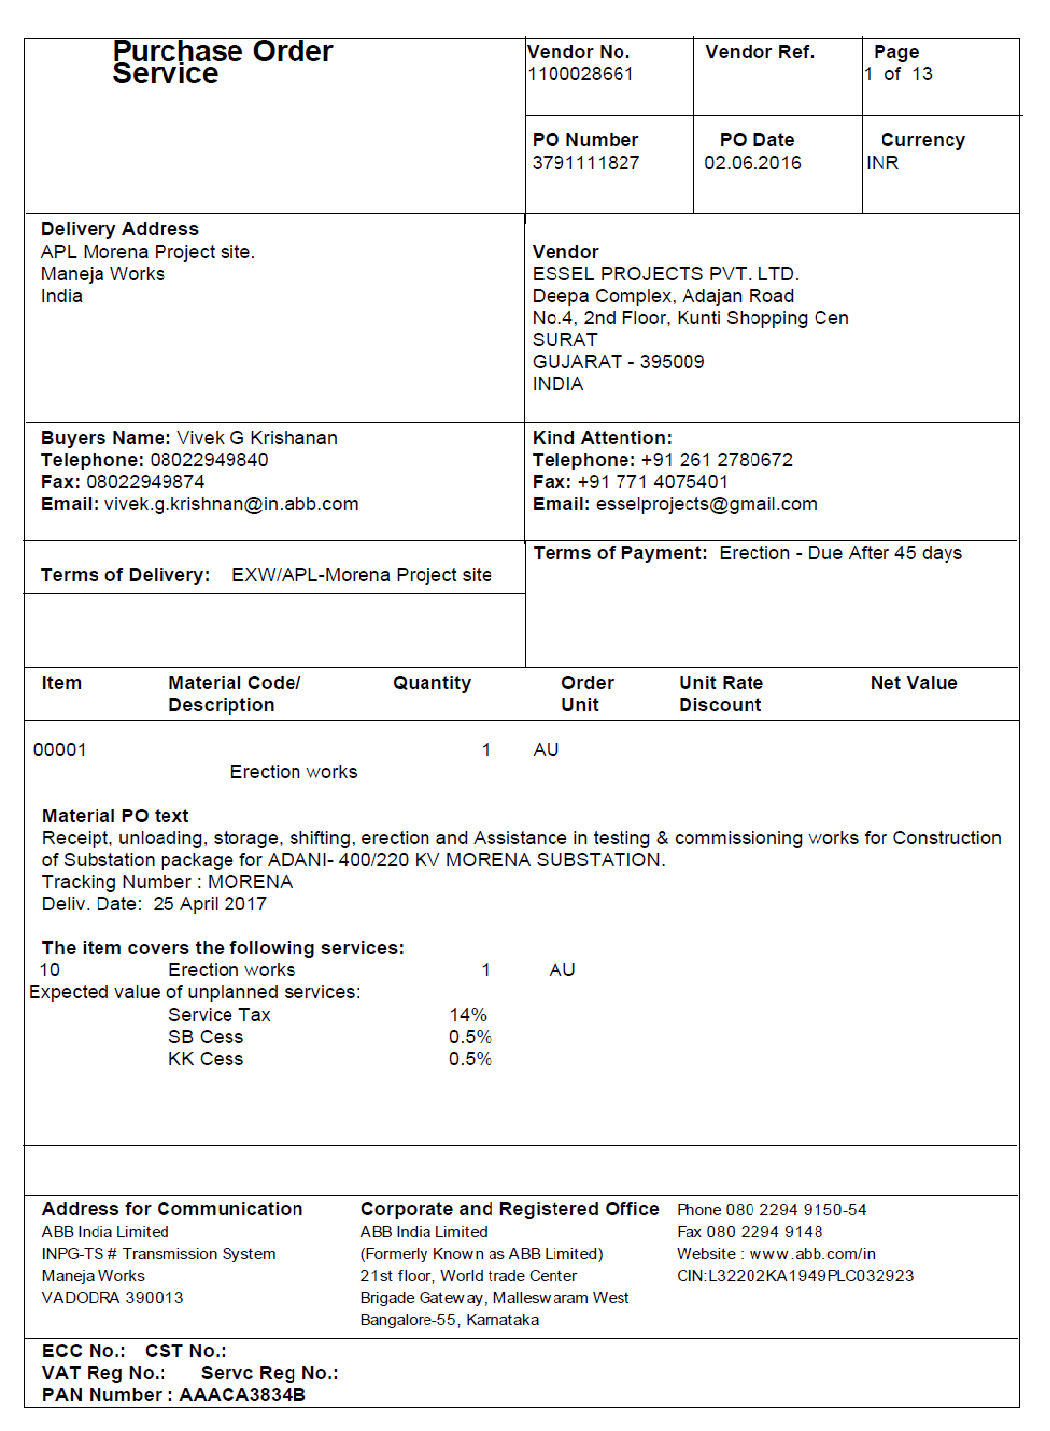 Purchase Order
Service
Vendor No.
1100028661
Vendor Ref.
Page
1 of 13
PO Number
3791111827
PO Date
02.06.2016
Currency
INR
Delivery Address
APL Morena Project site.
Maneja Works
India
Vendor
ESSEL PROJECTS PVT. LTD.
Deepa Complex, Adajan Road
No.4, 2nd Floor, Kunti Shopping Cen
SURAT
GUJARAT - 395009
INDIA
Buyers Name: Vivek G Krishanan
Telephone: 08022949840
Fax: 08022949874
Email: vivek.g.krishnan@in.abb.com
Kind Attention:
Telephone: +91 261 2780672
Fax: +91 771 4075401
Email: esselprojects@gmail.com
Terms of Delivery: EXW/APL-Morena Project site
Terms of Payment: Erection - Due After 45 days
Item Material Code/ Quantity Order Unit Rate Net Value
Description Unit Discount
00001 1 AU
Erection works
Material PO text
Receipt, unloading, storage, shifting, erection and Assistance in testing & commissioning works for Construction
of Substation package for ADANI- 400/220 KV MORENA SUBSTATION.
Tracking Number : MORENA
Deliv. Date: 25 April 2017
The item covers the following services:
10 Erection works 1 AU
Expected value of unplanned services:
Service Tax 14%
SB Cess 0.5%
KK Cess 0.5%
Address for Communication
ABB India Limited
INPG-TS # Transmission System
Maneja Works
VADODRA 390013
Corporate and Registered Office
ABB India Limited
(Formerly Known as ABB Limited)
21st floor, World trade Center
Brigade Gateway, Malleswaram West
Bangalore-55, Karnataka
Phone 080 2294 9150-54
Fax 080 2294 9148
Website : www.abb.com/in
CIN:L32202KA1949PLC032923
ECC No.: CST No.:
VAT Reg No.: Servc Reg No.:
PAN Number : AAACA3834B